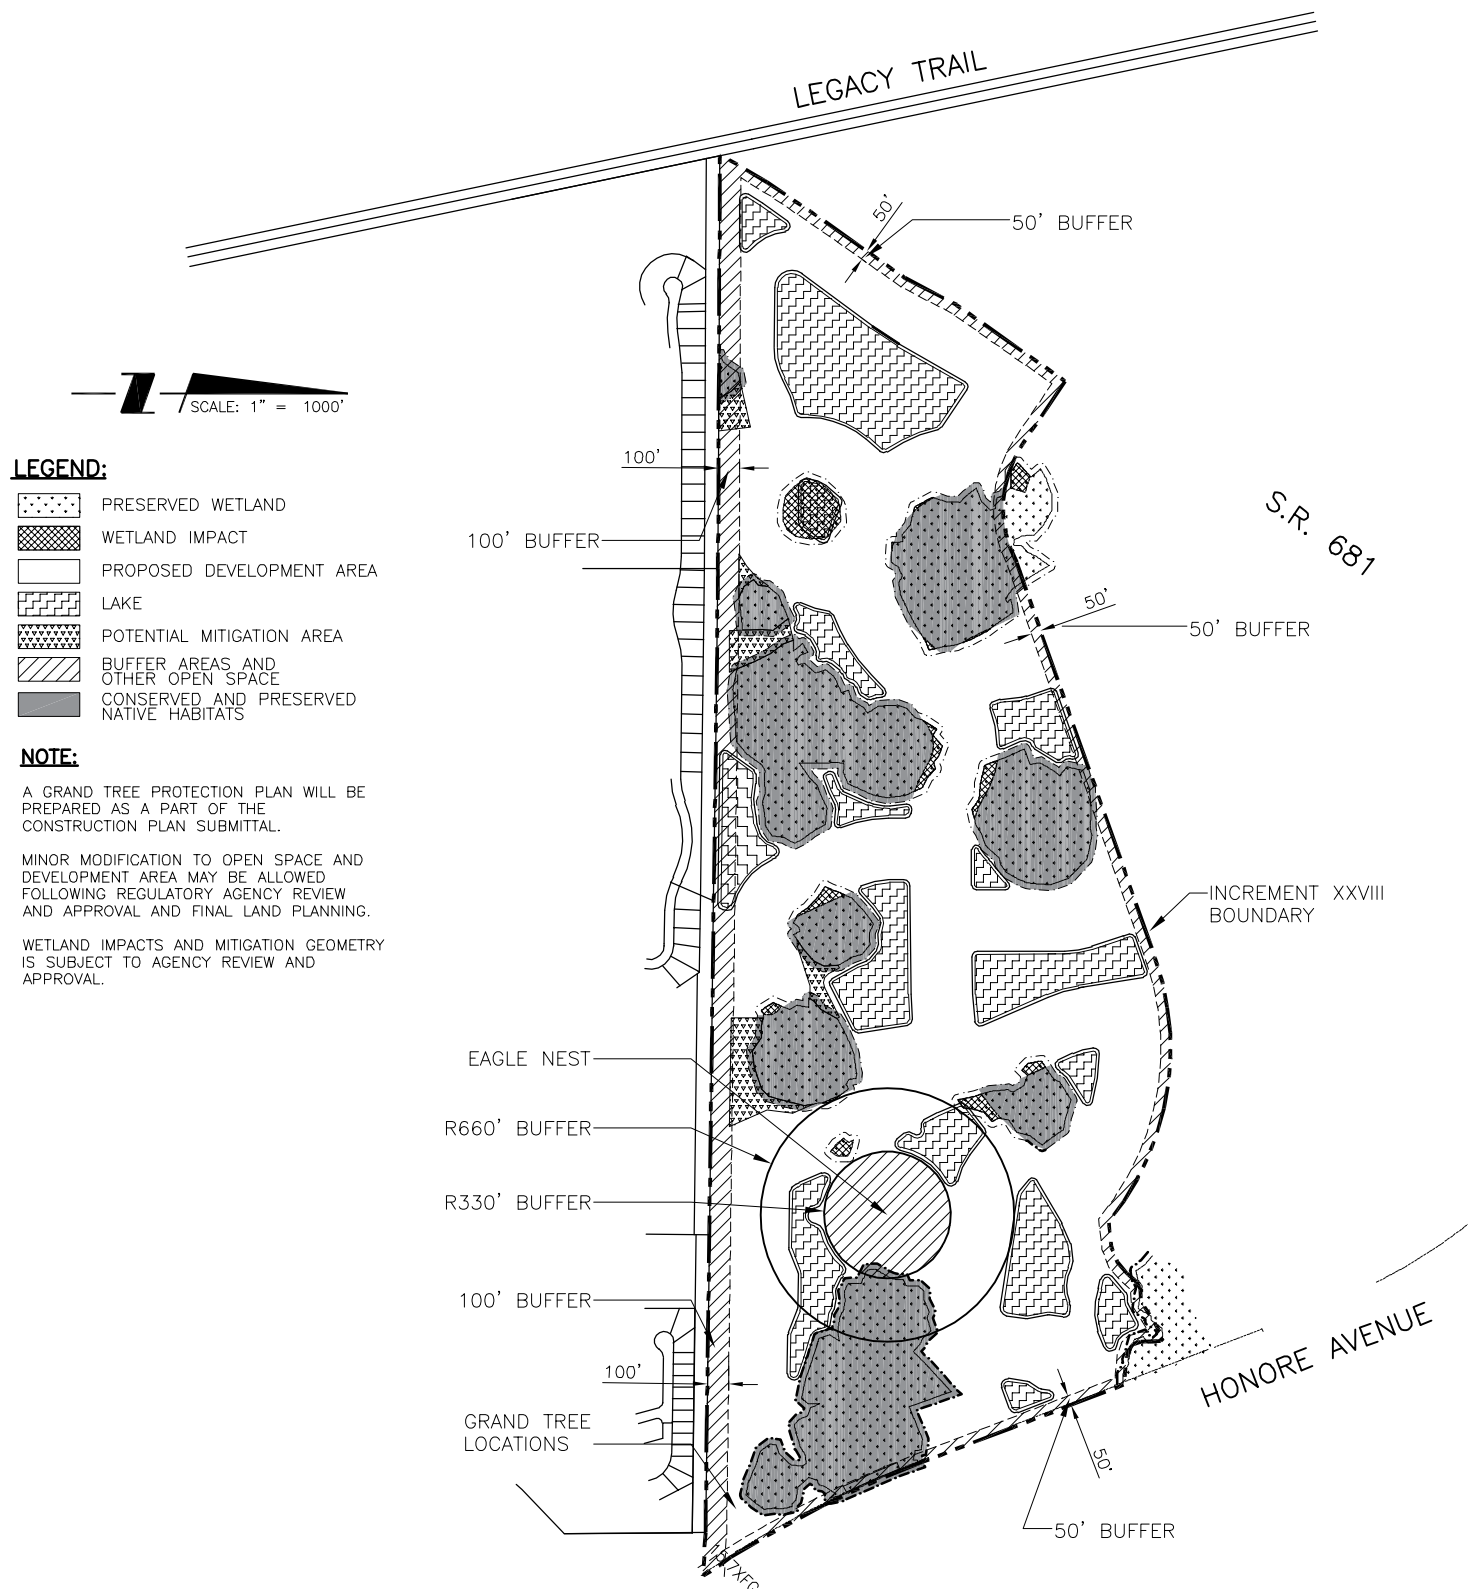 LEGACY TRAIL
50'
50' BUFFER
SCALE: 1" = 1000'
LEGEND:
PRESERVED WETLAND
WETLAND IMPACT
PROPOSED DEVELOPMENT AREA
LAKE
POTENTIAL MITIGATION AREA
BUFFER AREAS AND
OTHER OPEN SPACE
CONSERVED AND PRESERVED
NATIVE HABITATS
NOTE:
A GRAND TREE PROTECTION PLAN WILL BE
PREPARED AS A PART OF THE
CONSTRUCTION PLAN SUBMITTAL.
MINOR MODIFICATION TO OPEN SPACE AND
DEVELOPMENT AREA MAY BE ALLOWED
FOLLOWING REGULATORY AGENCY REVIEW
AND APPROVAL AND FINAL LAND PLANNING.
WETLAND IMPACTS AND MITIGATION GEOMETRY
IS SUBJECT TO AGENCY REVIEW AND
APPROVAL.
100'
100' BUFFER
S.R. 681
50'
50' BUFFER
INCREMENT XXVIII
BOUNDARY
EAGLE NEST
R660' BUFFER
R330' BUFFER
100' BUFFER
100'
GRAND TREE
LOCATIONS
HONORE AVENUE
50'
50' BUFFER